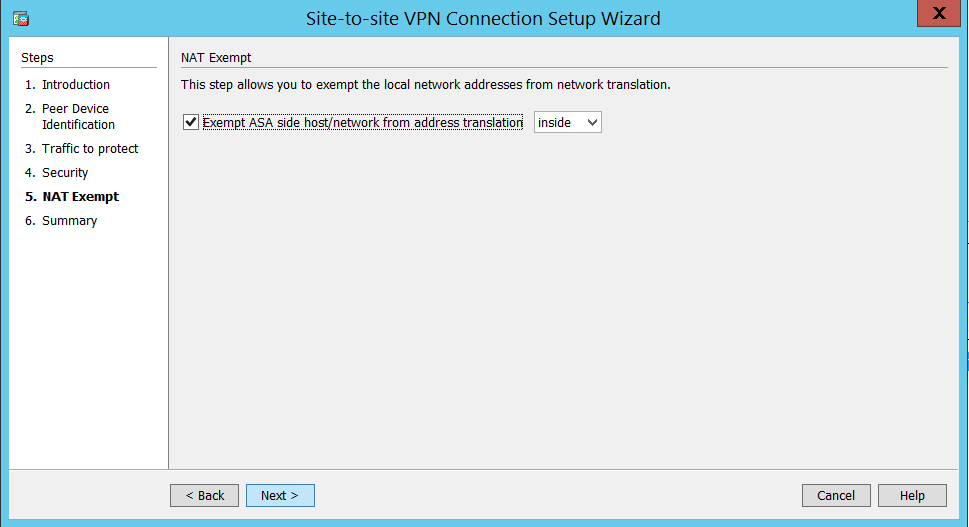 Site-to-site VPN Connection Setup Wizard
X
Steps
1. Introduction
2. Peer Device
Identification
3. Traffic to protect
4. Security
5. NAT Exempt
6. Summary
NAT Exempt
This step allows you to exempt the local network addresses from network translation.
Exempt ASA side host/network from address translation
inside
< Back
Next >
Cancel
Help